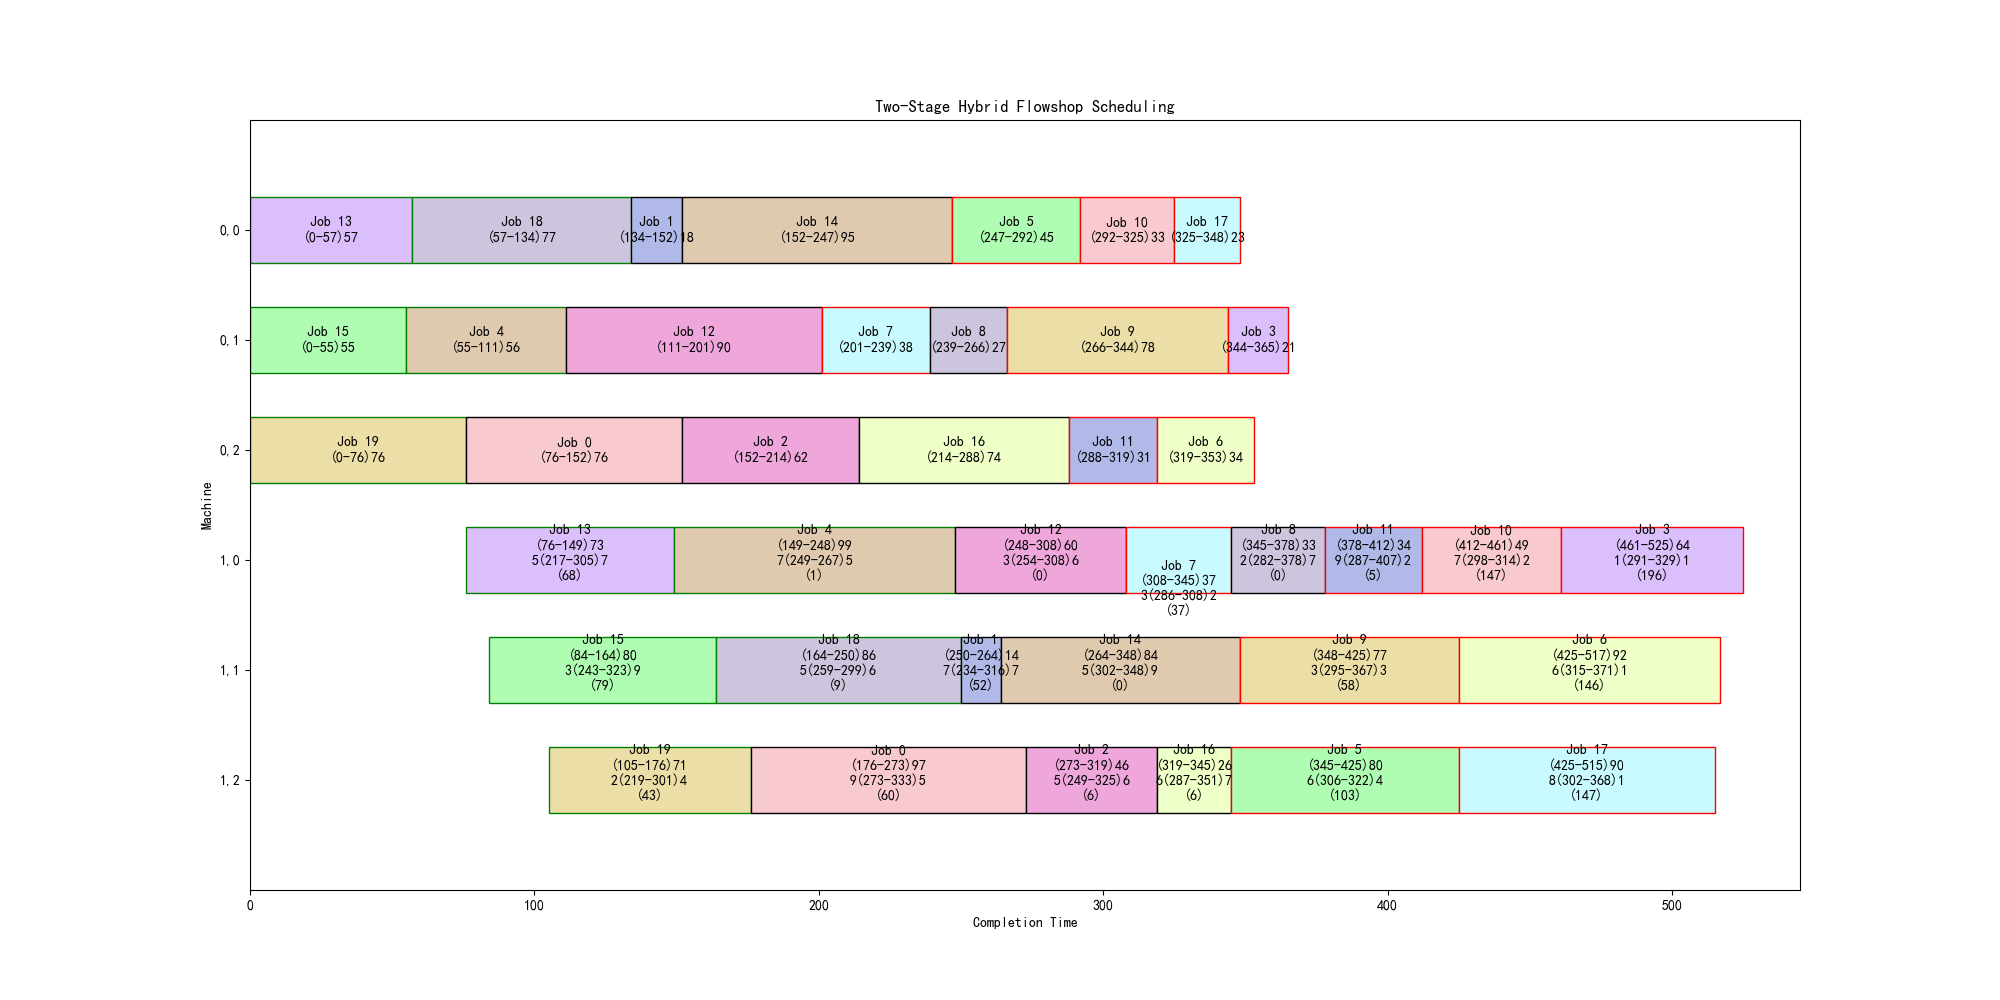 Two-Stage Hybrid Flowshop Scheduling
Machine
0,0
Job 13
(0-57)57
Job 18
(57-134)77
Job 1
(134-152)18
Job 14
(152-247)95
Job 5
(247-292)45
Job 10
(292-325)33
Job 17
(325-348)23
0,1
Job 15
(0-55)55
Job 4
(55-111)56
Job 12
(111-201)90
Job 7
(201-239)38
Job 8
(239-266)27
Job 9
(266-344)78
Job 3
(344-365)21
0,2
Job 19
(0-76)76
Job 0
(76-152)76
Job 2
(152-214)62
Job 16
(214-288)74
Job 11
(288-319)31
Job 6
(319-353)34
1,0
Job 13
(76-149)73
5(217-305)7
(68)
Job 4
(149-248)99
7(249-267)5
(1)
Job 12
(248-308)60
3(254-308)6
(0)
Job 7
(308-345)37
3(286-308)2
(37)
Job 8
(345-378)33
2(282-378)7
(0)
Job 11
(378-412)34
9(287-407)2
(5)
Job 10
(412-461)49
7(298-314)2
(147)
Job 3
(461-525)64
1(291-329)1
(196)
1,1
Job 15
(84-164)80
3(243-323)9
(79)
Job 18
(164-250)86
5(259-299)6
(9)
Job 1
(250-264)14
7(234-316)7
(52)
Job 14
(264-348)84
5(302-348)9
(0)
Job 9
(348-425)77
3(295-367)3
(58)
Job 6
(425-517)92
6(315-371)1
(146)
1,2
Job 19
(105-176)71
2(219-301)4
(43)
Job 0
(176-273)97
9(273-333)5
(60)
Job 2
(273-319)46
5(249-325)6
(6)
Job 16
(319-345)26
6(287-351)7
(6)
Job 5
(345-425)80
6(306-322)4
(103)
Job 17
(425-515)90
8(302-368)1
(147)
0
100
200
300
400
500
Completion Time